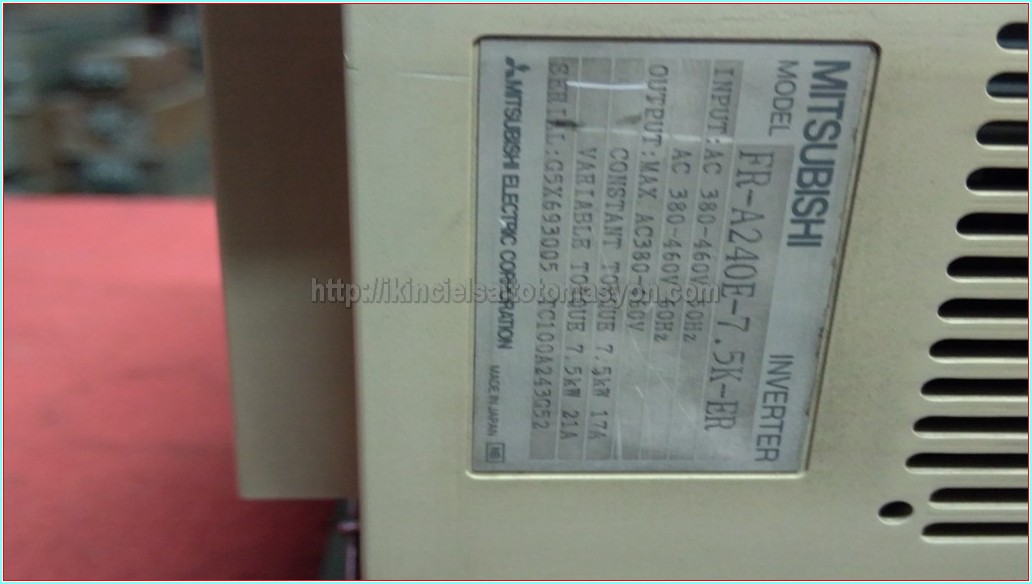 MITSUBISHI INVERTER
MODEL FR-A240E-7.5K-ER
INPUT:AC 380-460V 50Hz
AC 380-460V 60Hz
OUTPUT:MAX AC380-460V
CONSTANT TORQUE 7.5kW 17A
VARIABLE TORQUE 7.5kW 21A
SERIAL:G5X693005 TC100A243G52
MITSUBISHI ELECTRIC CORPORATION MADE IN JAPAN
http://ikincielsaxotomasyon.com